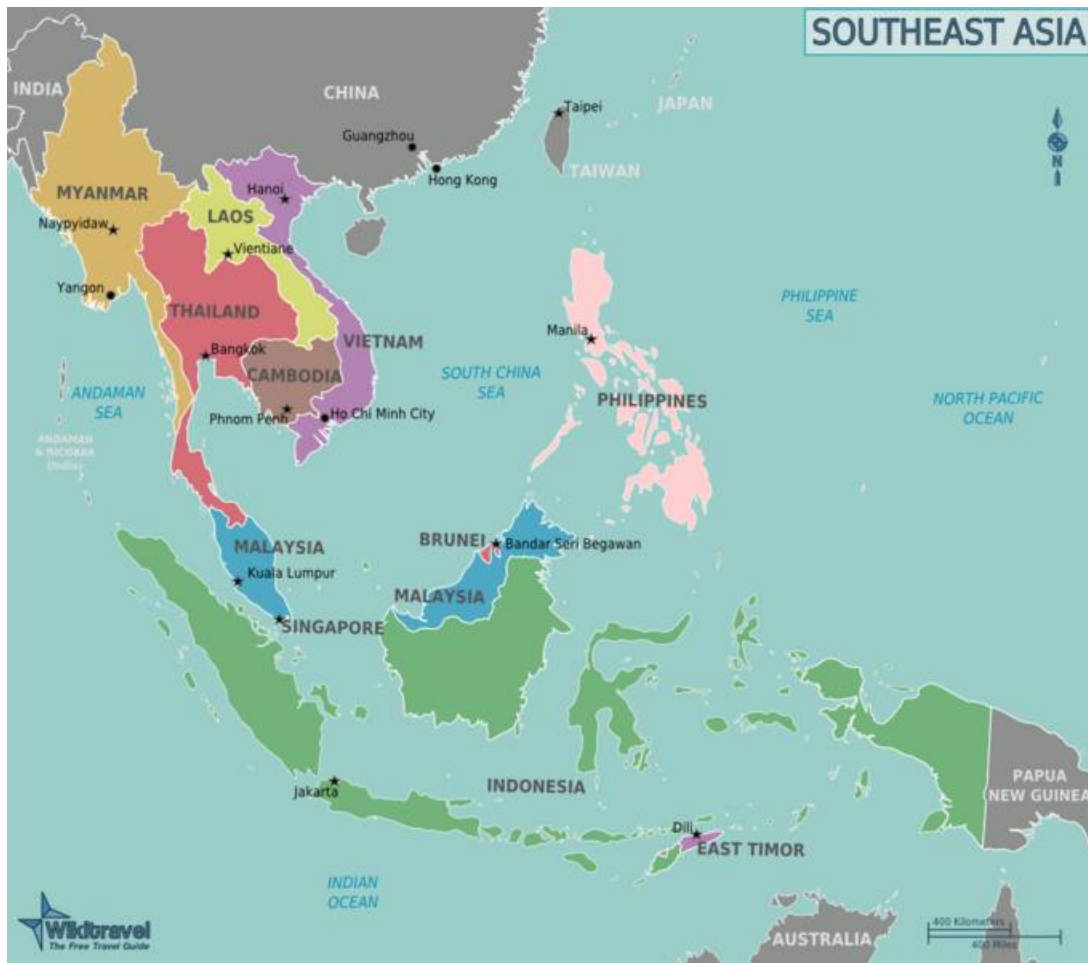 SOUTHEAST ASIA
INDIA
CHINA
JAPAN
Taipei
TAIWAN
Guangzhou
Hong Kong
N
MYANMAR
Naypyidaw
Yangon
LAOS
Hanoi
Vientiane
THAILAND
Bangkok
VIETNAM
CAMBODIA
Phnom Penh
Ho Chi Minh City
ANDAMAN
SEA
ANDAMAN
& NICOBAR
(India)
SOUTH CHINA
SEA
PHILIPPINE
SEA
Manila
PHILIPPINES
NORTH PACIFIC
OCEAN
MALAYSIA
Kuala Lumpur
SINGAPORE
BRUNEI
Bandar Seri Begawan
MALAYSIA
INDONESIA
Jakarta
Dili
EAST TIMOR
PAPUA
NEW GUINEA
INDIAN
OCEAN
AUSTRALIA
400 Kilometers
400 Miles
Wikitravel
The Free Travel Guide